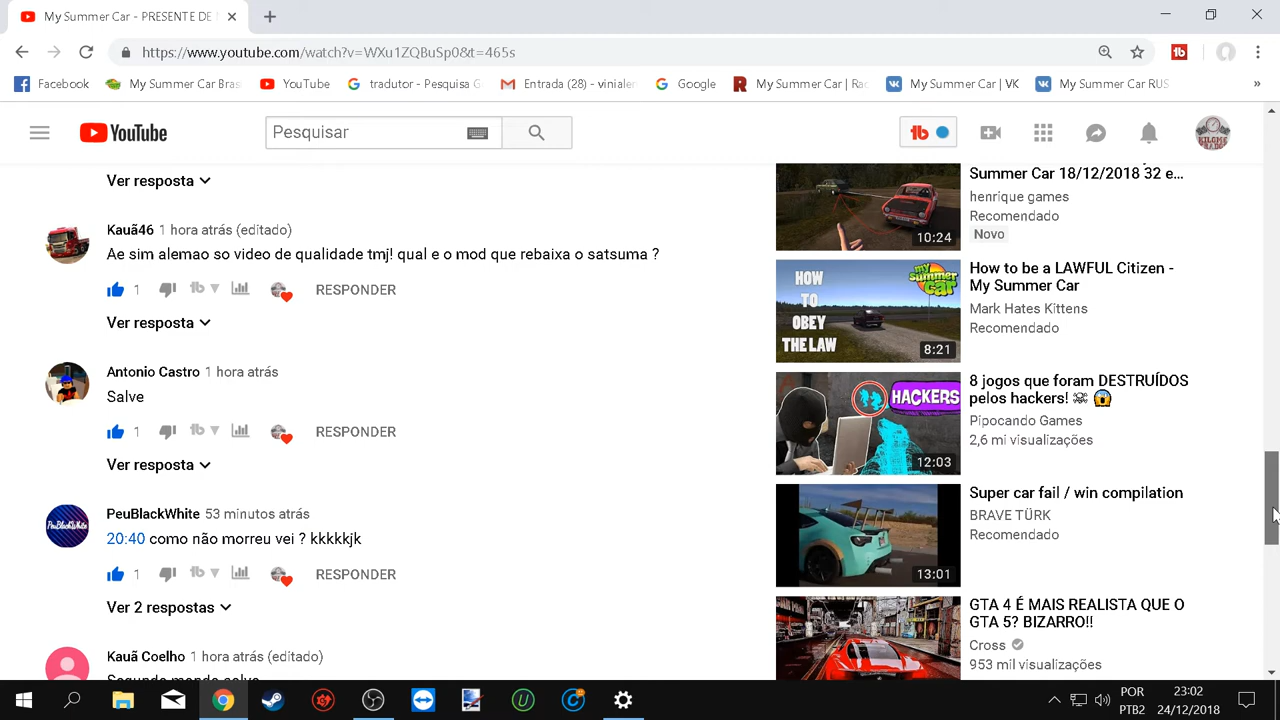 My Summer Car - PRESENTE DE
https://www.youtube.com/watch?v=WXu1ZQBuSp0&t=465s
Facebook
My Summer Car Bras
YouTube
tradutor - Pesquisa G
Entrada (28) - vinialen
Google
My Summer Car | Rac
My Summer Car | VK
My Summer Car RUS
»
YouTube
Pesquisar
Ver resposta
Kauã46 1 hora atrás (editado)
Ae sim alemao so video de qualidade tmj! qual e o mod que rebaixa o satsuma ?
1 RESPONDER
Ver resposta
Antonio Castro 1 hora atrás
Salve
1 RESPONDER
Ver resposta
PeuBlackWhite 53 minutos atrás
20:40 como não morreu vei ? kkkkkjk
1 RESPONDER
Ver 2 respostas
Kauã Coelho 1 hora atrás (editado)
Summer Car 18/12/2018 32 e...
henrique games
Recomendado
Novo
10:24
How to be a LAWFUL Citizen -
My Summer Car
Mark Hates Kittens
Recomendado
HOW
TO
OBEY
THE LAW
my
summer
car
8:21
8 jogos que foram DESTRUÍDOS
pelos hackers! ☠ 😱
Pipocando Games
2,6 mi visualizações
HACKERS
12:03
Super car fail / win compilation
BRAVE TÜRK
Recomendado
13:01
GTA 4 É MAIS REALISTA QUE O
GTA 5? BIZARRO!!
Cross
953 mil visualizações
POR
PTB2
23:02
24/12/2018